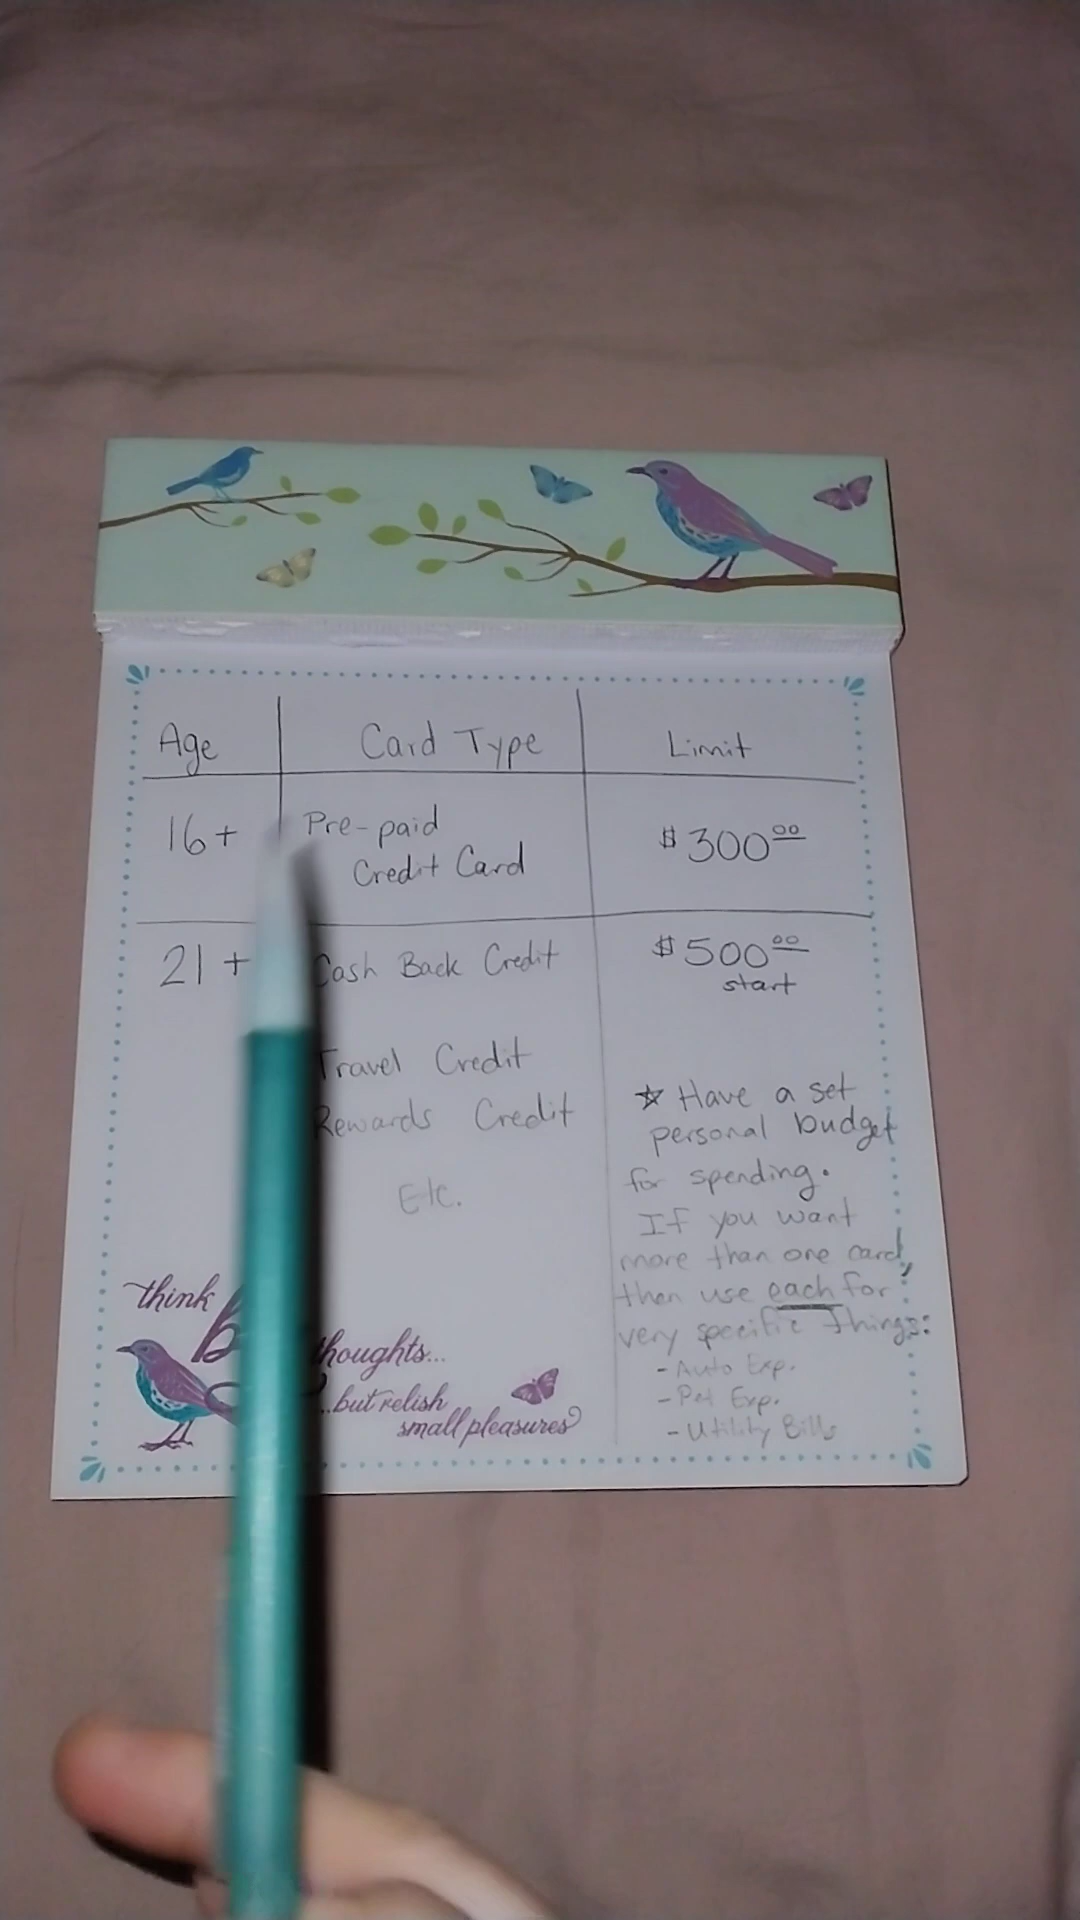 Age Card Type Limit
16+ Pre-paid Credit Card $300.00
21+ Cash Back Credit $500.00
start
Travel Credit
Rewards Credit
Etc.
☆ Have a set
personal budget
for spending.
If you want
more than one card,
then use each for
very specific things:
- Auto Exp.
- Pet Exp.
- Utility Bills
think
thoughts...
...but relish
small pleasures